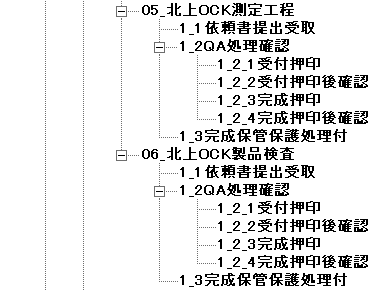 05_北上OCK測定工程
1_1依頼書提出受取
1_2QA処理確認
1_2_1受付押印
1_2_2受付押印後確認
1_2_3完成押印
1_2_4完成押印後確認
1_3完成保管保護処理付
06_北上OCK製品検査
1_1依頼書提出受取
1_2QA処理確認
1_2_1受付押印
1_2_2受付押印後確認
1_2_3完成押印
1_2_4完成押印後確認
1_3完成保管保護処理付